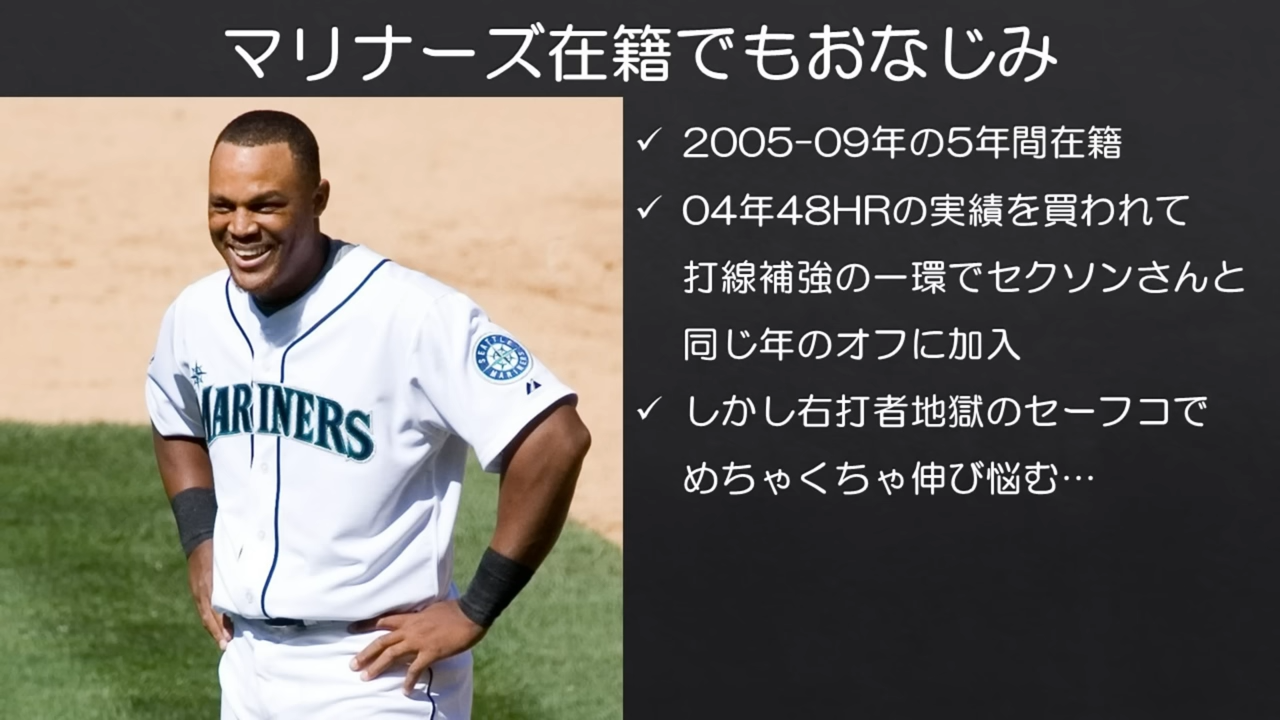 マリナーズ在籍でもおなじみ
✓ 2005-09年の5年間在籍
✓ 04年48HRの実績を買われて
打線補強の一環でセクソンさんと
同じ年のオフに加入
✓ しかし右打者地獄のセーフコで
めちゃくちゃ伸び悩む…
SEATTLE
MARINERS
MARINERS